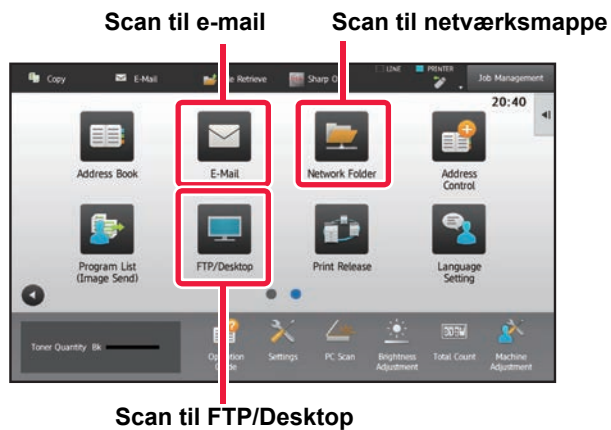 Scan til e-mail Scan til netværksmappe
Copy E-Mail Retrieve Sharp LINE PRINTER Job Management
20:40
Address Book E-Mail Network Folder Address
Control
Program List
(Image Send) FTP/Desktop Print Release Language
Setting
Toner Quantity Bk Settings PC Scan Brightness
Adjustment Total Count Machine
Adjustment
Scan til FTP/Desktop